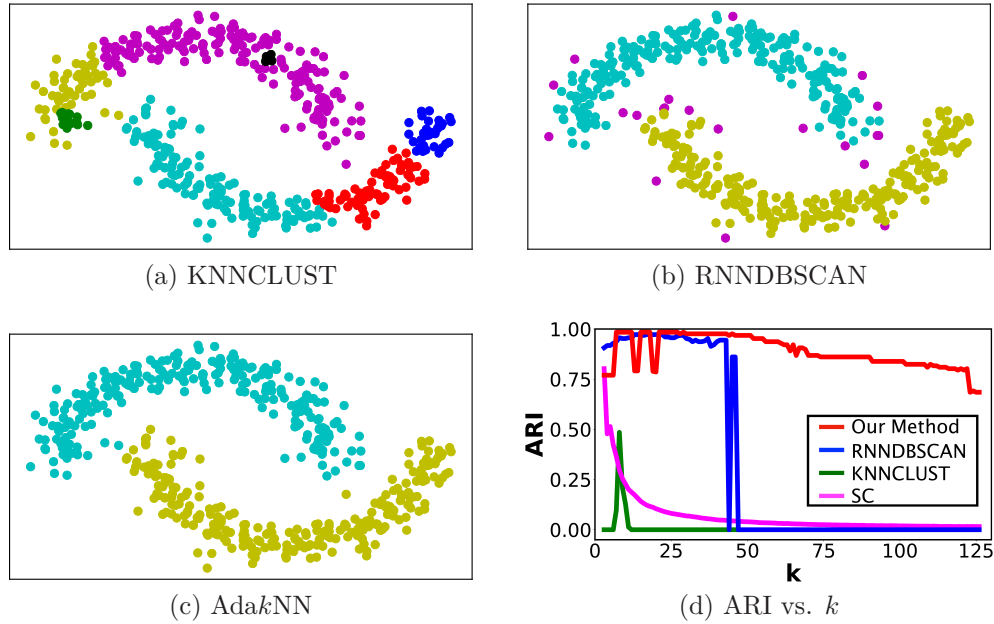 (a) KNNCLUST
(b) RNNDBSCAN
(c) AdakNN
1.00
0.75
0.50
0.25
0.00
ARI
0 25 50 75 100 125
k
Our Method
RNNDBSCAN
KNNCLUST
SC
(d) ARI vs. k